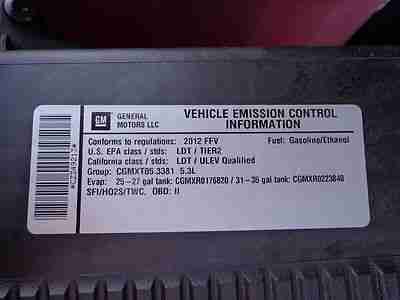 GM
GENERAL MOTORS LLC
VEHICLE EMISSION CONTROL
INFORMATION
Conforms to regulations: 2012 FFV Fuel: Gasoline/Ethanol
U.S. EPA class / stds: LDT / TIER2
California class / stds: LDT / ULEV Qualified
Group: CGMXT05.3381 5.3L
Evap: 25-27 gal tank: CGMXR0176820 / 31-35 gal tank: CGMXR0223840
SFI/HO2S/TWC, OBD: II